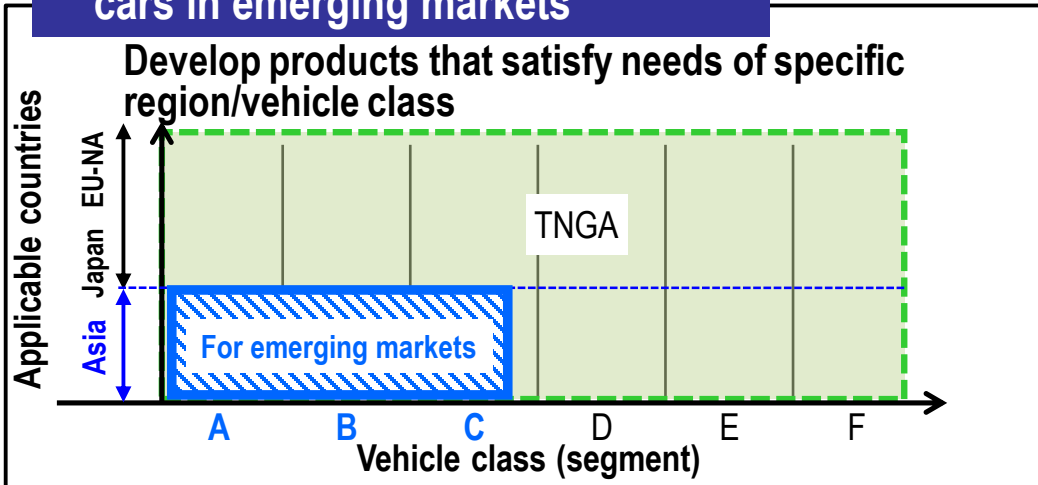 cars in emerging markets
Develop products that satisfy needs of specific
region/vehicle class
Applicable countries
EU-NA
Japan
Asia
TNGA
For emerging markets
A B C D E F
Vehicle class (segment)